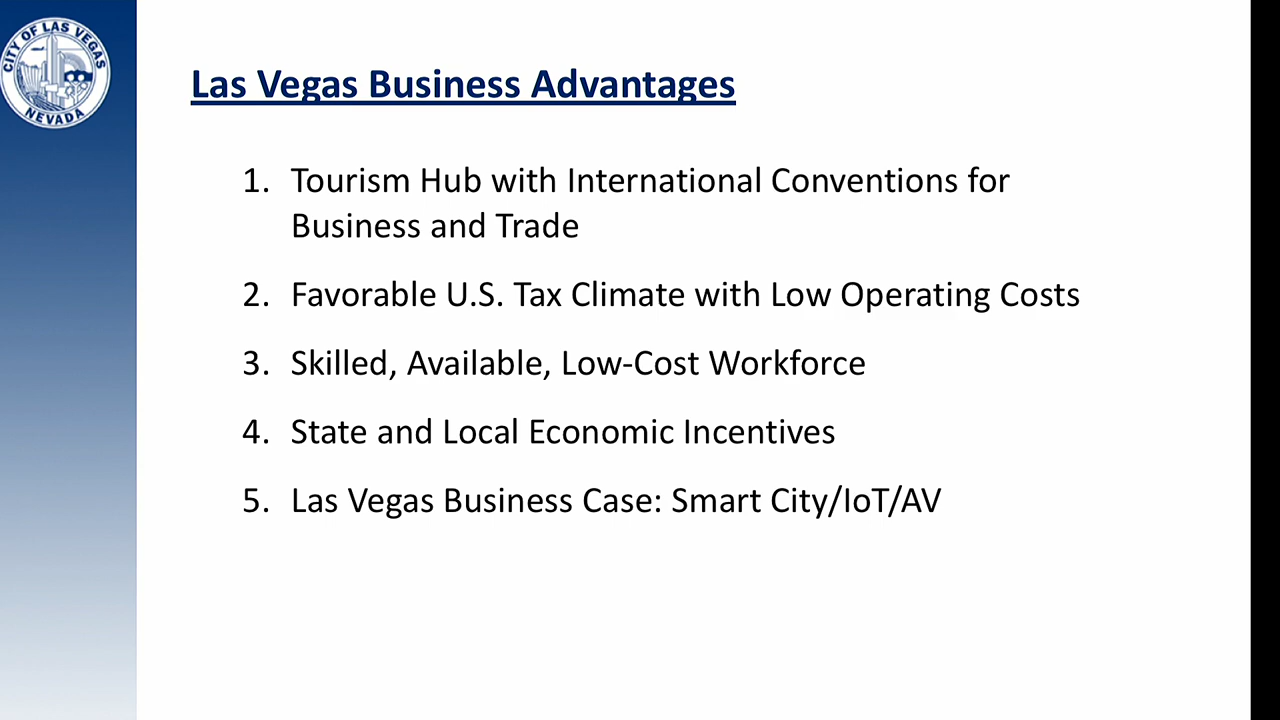 CITY OF LAS VEGAS
NEVADA
Las Vegas Business Advantages
1. Tourism Hub with International Conventions for
Business and Trade
2. Favorable U.S. Tax Climate with Low Operating Costs
3. Skilled, Available, Low-Cost Workforce
4. State and Local Economic Incentives
5. Las Vegas Business Case: Smart City/IoT/AV